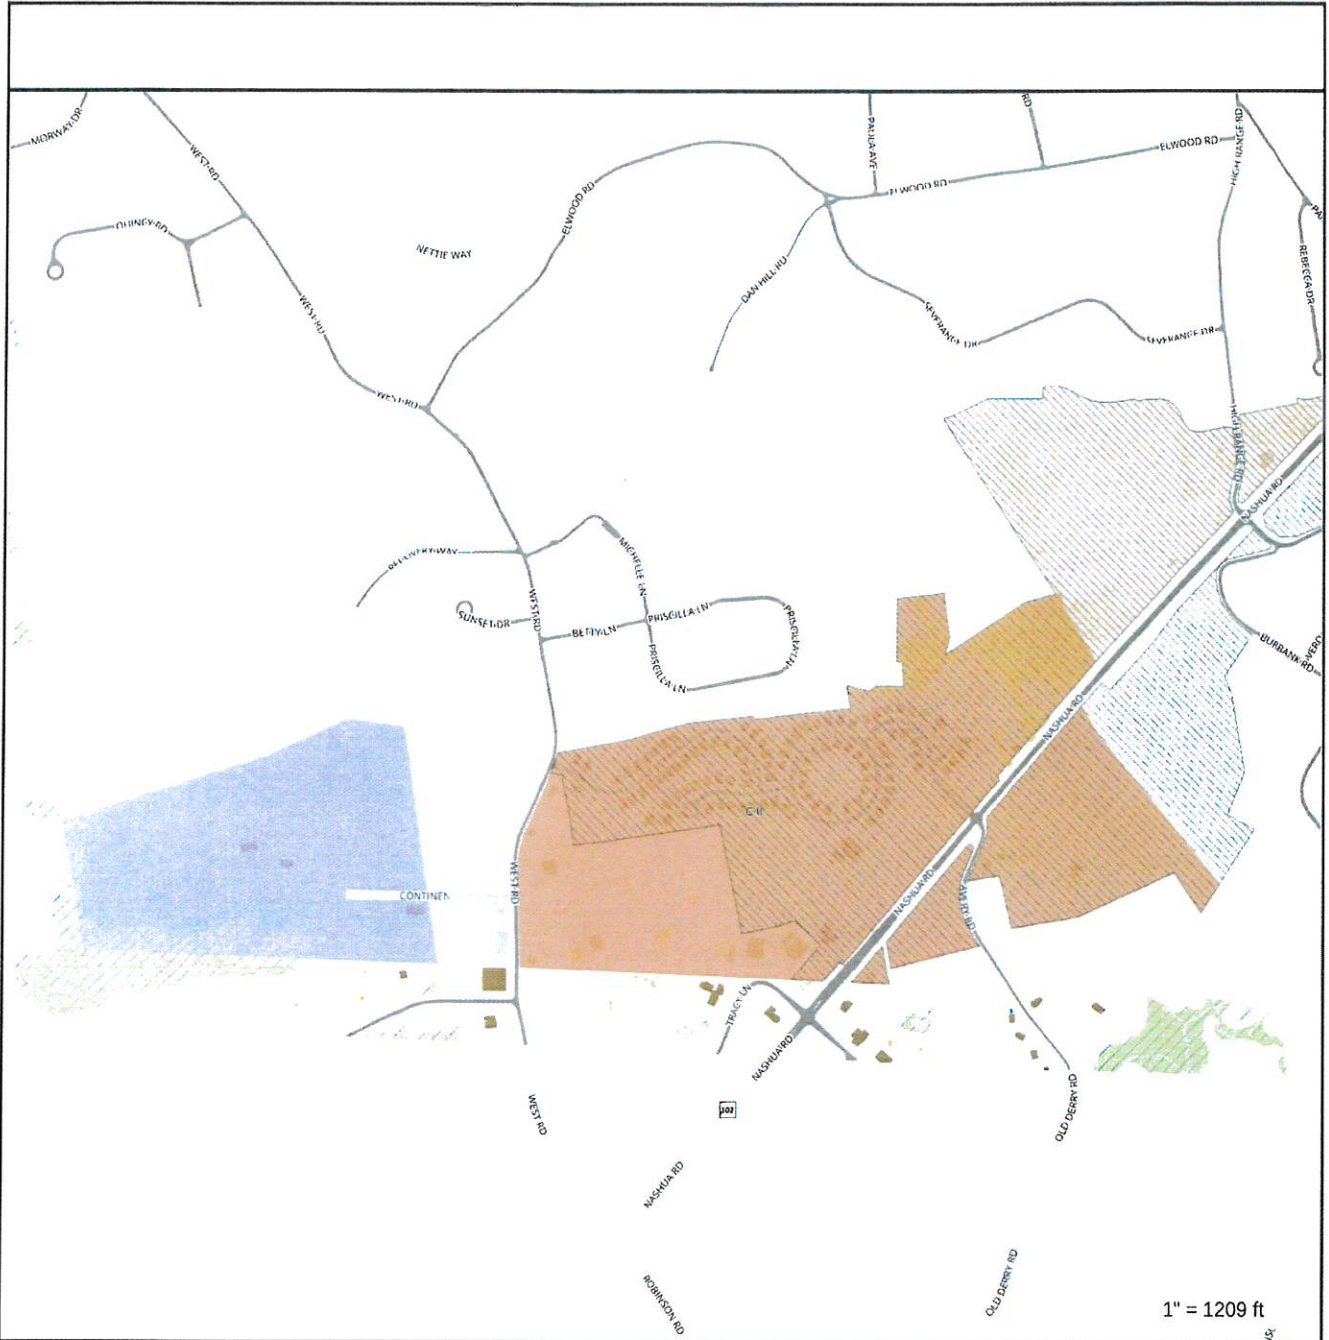 MORWAY DR
WEST RD
QUINCY RD
NETTIE WAY
ELWOOD RD
PAULA AVE
RD
ELWOOD RD
ELWOOD RD
HIGH RANGE RD
REBECCA DR
DAN HILL RD
SEVERANCE DR
SEVERANCE DR
WEST RD
WEST RD
HIGH RANGE RD
NASHUA RD
MICHELLE LN
SUNSET DR
WEST RD
BETTY LN
PRISCILLA LN
PRISCILLA LN
PRISCILLA LN
BURBANK RD
NASHUA RD
C-II
WEST RD
CONTINEN
NASHUA RD
TRACY LN
NASHUA RD
OLD DERRY RD
WEST RD
102
NASHUA RD
ROBINSON RD
OLD DERRY RD
1" = 1209 ft